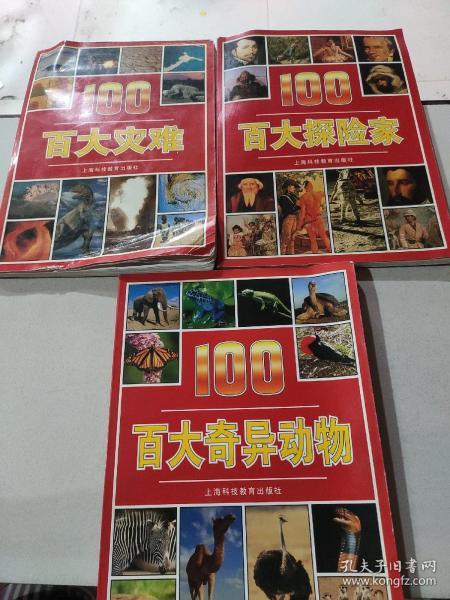 100
百大灾难
上海科技教育出版社
100
百大探险家
上海科技教育出版社
100
百大奇异动物
上海科技教育出版社
孔夫子旧书网
www.kongfz.com